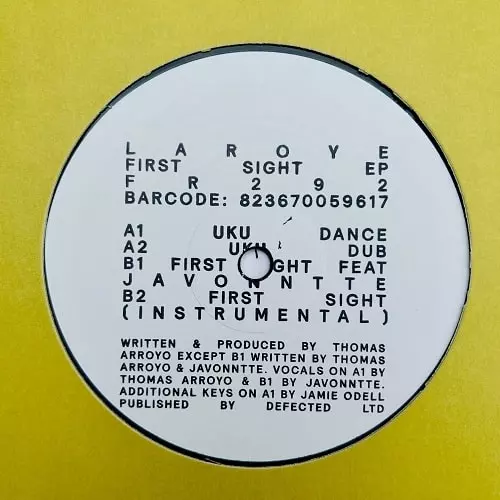 LAROYE
FIRST SIGHT EP
FR292
BARCODE: 823670059617
A1 UKU DANCE
A2 UKU DUB
B1 FIRST SIGHT FEAT
JAVONNTTE
B2 FIRST SIGHT
(INSTRUMENTAL)
WRITTEN & PRODUCED BY THOMAS
ARROYO EXCEPT B1 WRITTEN BY THOMAS
ARROYO & JAVONNTTE. VOCALS ON A1 BY
THOMAS ARROYO & B1 BY JAVONNTTE.
ADDITIONAL KEYS ON A1 BY JAMIE ODELL
PUBLISHED BY DEFECTED LTD